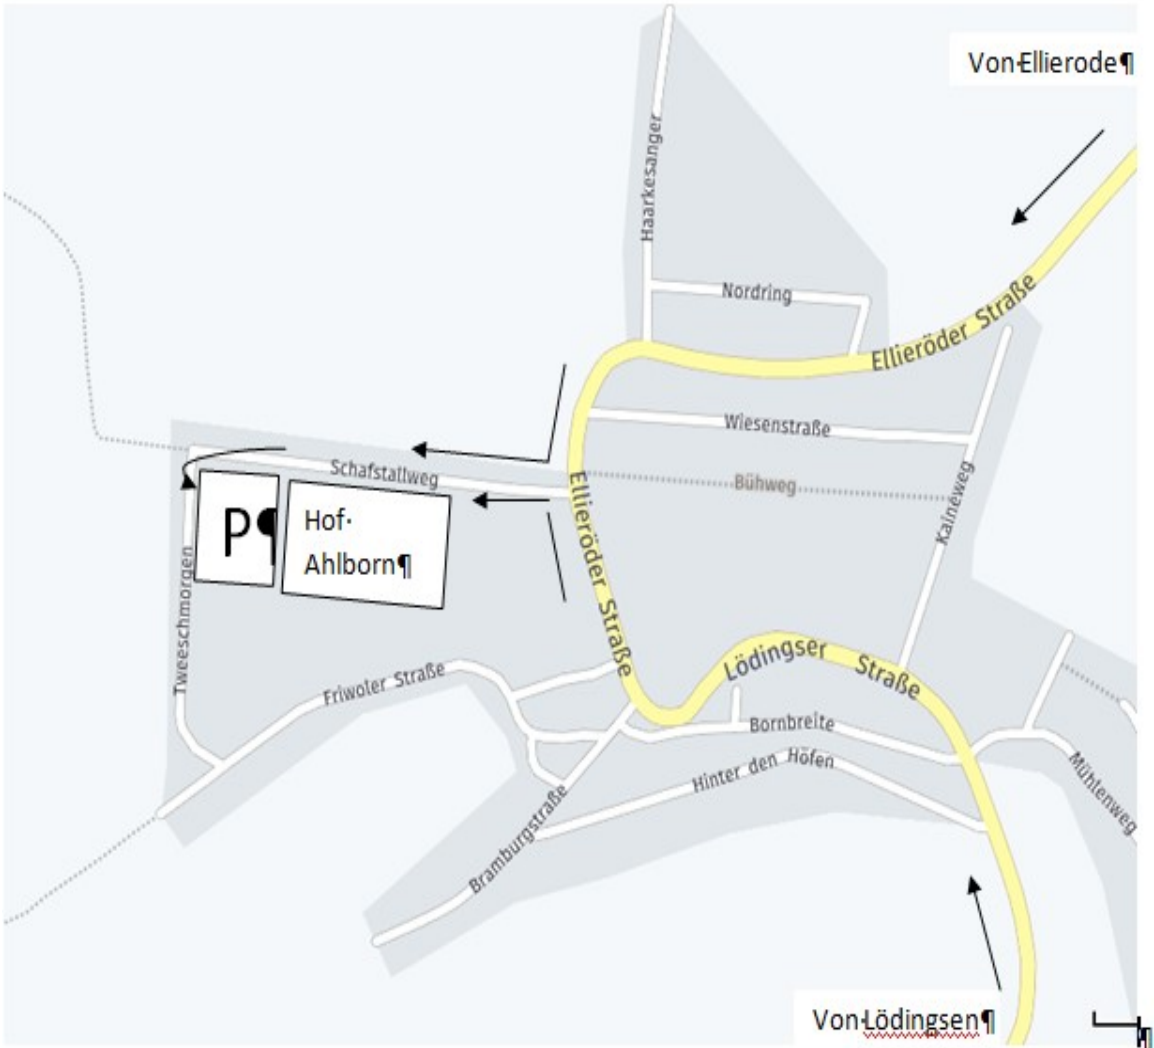 Von·Ellierode¶
Haarkesanger
Nordring
Ellieröder Straße
Wiesenstraße
Schafstallweg
Bühweg
Kaineweg
P¶
Hof·
Ahlborn¶
Ellieröder Straße
Tweeschmorgen
Friwoler Straße
Lödingser Straße
Bornbreite
Hinter den Höfen
Mühlenweg
Bramburgstraße
Von·Lödingsen¶
¶